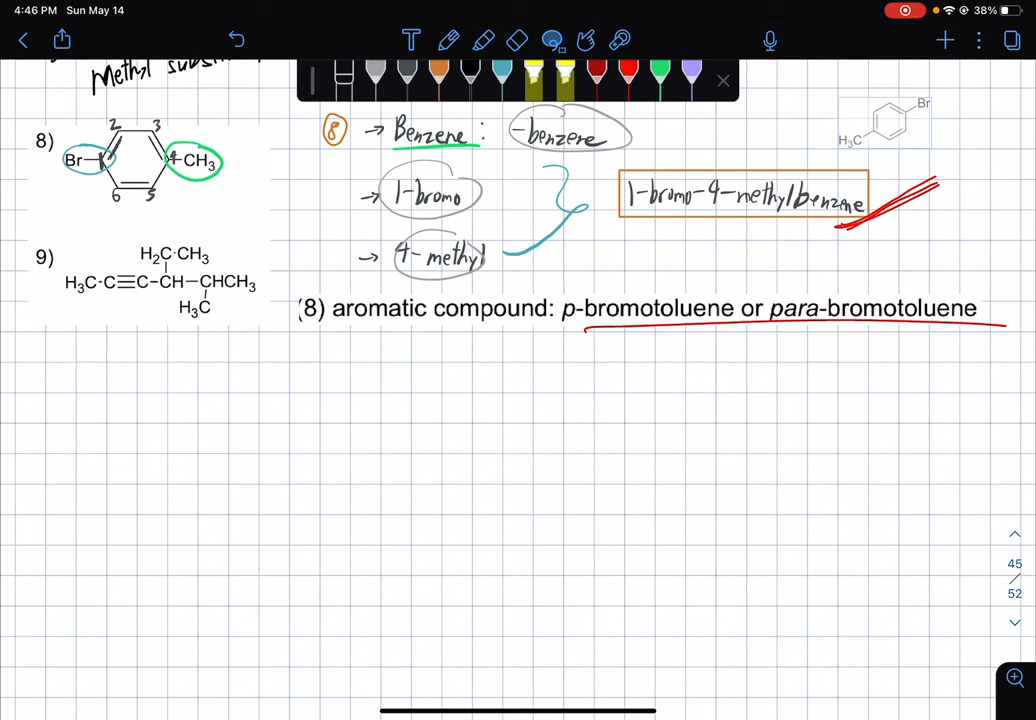 4:46 PM Sun May 14
38%
Methyl
8)
Br
1
2
3
4
5
6
CH3
⑧ → Benzene : -benzene
→ 1-bromo
→ 4-methyl
1-bromo-4-methylbenzene
Br
H₃C
(8) aromatic compound: p-bromotoluene or para-bromotoluene
9)
H₂C·CH₃
H₃C·C≡C–CH–CHCH₃
H₃C
45
/
52